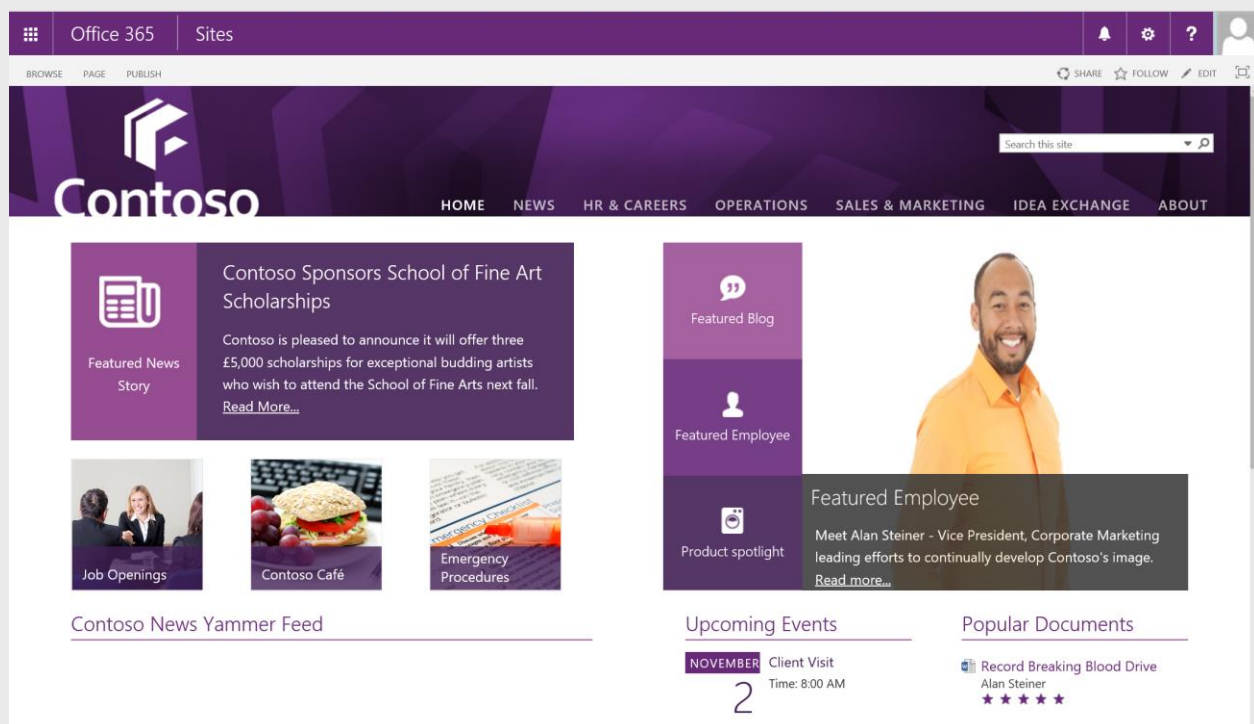 Office 365
Sites
?
BROWSE PAGE PUBLISH
SHARE FOLLOW EDIT
Contoso
Search this site
HOME NEWS HR & CAREERS OPERATIONS SALES & MARKETING IDEA EXCHANGE ABOUT
Featured News
Story
Contoso Sponsors School of Fine Art
Scholarships
Contoso is pleased to announce it will offer three
£5,000 scholarships for exceptional budding artists
who wish to attend the School of Fine Arts next fall.
Read More...
Featured Blog
Featured Employee
Product spotlight
Featured Employee
Meet Alan Steiner - Vice President, Corporate Marketing
leading efforts to continually develop Contoso's image.
Read more...
Job Openings
Contoso Café
Emergency Checklist
Emergency
Procedures
Contoso News Yammer Feed
Upcoming Events
NOVEMBER
2
Client Visit
Time: 8:00 AM
Popular Documents
Record Breaking Blood Drive
Alan Steiner